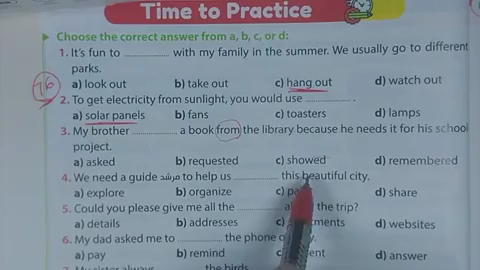 Time to Practice
Choose the correct answer from a, b, c, or d:
1. It's fun to ............... with my family in the summer. We usually go to different
parks.
a) look out b) take out c) hang out d) watch out
76
2. To get electricity from sunlight, you would use ............... .
a) solar panels b) fans c) toasters d) lamps
3. My brother ............... a book from the library because he needs it for his school
project.
a) asked b) requested c) showed d) remembered
4. We need a guide مرشد to help us ............... this beautiful city.
a) explore b) organize c) d) share
5. Could you please give me all the ............... the trip?
a) details b) addresses c) d) websites
6. My dad asked me to ............... the phone
a) pay b) remind c) d) answer
7. My sister always ............... the birds